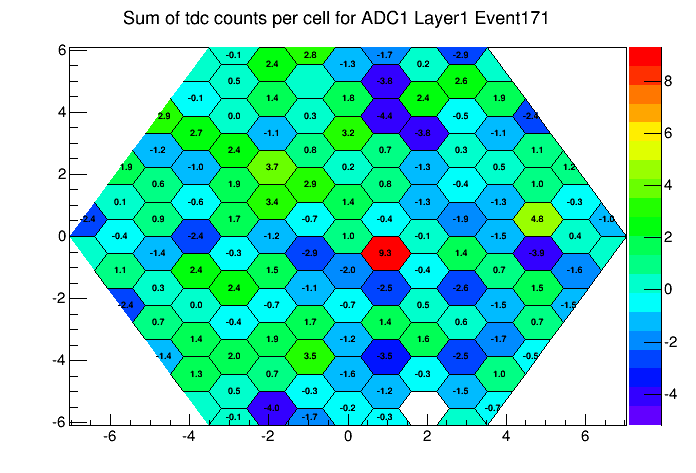 Sum of tdc counts per cell for ADC1 Layer1 Event171
6 -0.1 2.8 -1.7 -2.9
2.4 -1.3 0.2
0.5 -3.8 2.6 8
-0.1 1.4 1.6 2.4 1.9
4 2.9 0.0 0.3 -4.4 -0.5 -2.4
2.7 -1.1 3.2 -3.8 -1.1 6
-1.2 2.4 0.8 0.7 0.3 1.1
2 1.9 -1.0 3.7 0.2 -1.3 0.5 1.2
0.6 1.9 2.9 0.8 -0.4 1.0 4
0.1 -0.6 3.4 1.4 -1.3 -1.3 -0.3
-2.4 0.9 1.7 -0.7 -0.4 -1.9 4.8 -1.0
0 -0.4 -2.4 -1.2 1.0 -0.1 -1.5 0.4 2
-1.4 -0.3 -2.9 9.3 1.4 -3.9
1.1 2.4 1.5 -2.0 -0.4 0.7 -1.6
0.3 2.4 -1.1 -2.5 -2.6 1.5 0
-2 -2.4 0.0 -0.7 -0.7 0.5 -1.5 -1.5
0.7 -0.4 1.7 1.4 0.6 0.7
1.4 1.9 -1.2 1.6 -1.7 -2
-4 -1.4 2.0 3.5 -3.5 -2.5 -0.5
1.3 0.7 -1.6 -0.3 1.0
0.5 -0.3 -1.2 -1.5 -4
-4.0 -0.2 -0.7
-6 -0.1 -1.7 -0.3
-6 -4 -2 0 2 4 6